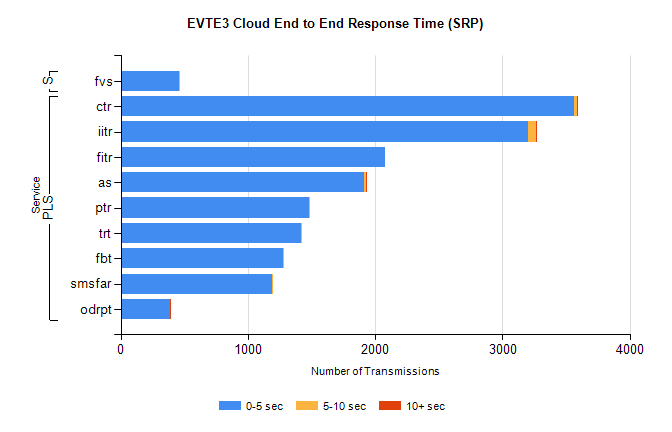 EVTE3 Cloud End to End Response Time (SRP)
S
fvs
ctr
iitr
fitr
as
Service
PLS
ptr
trt
fbt
smsfar
odrpt
0 1000 2000 3000 4000
Number of Transmissions
0-5 sec 5-10 sec 10+ sec